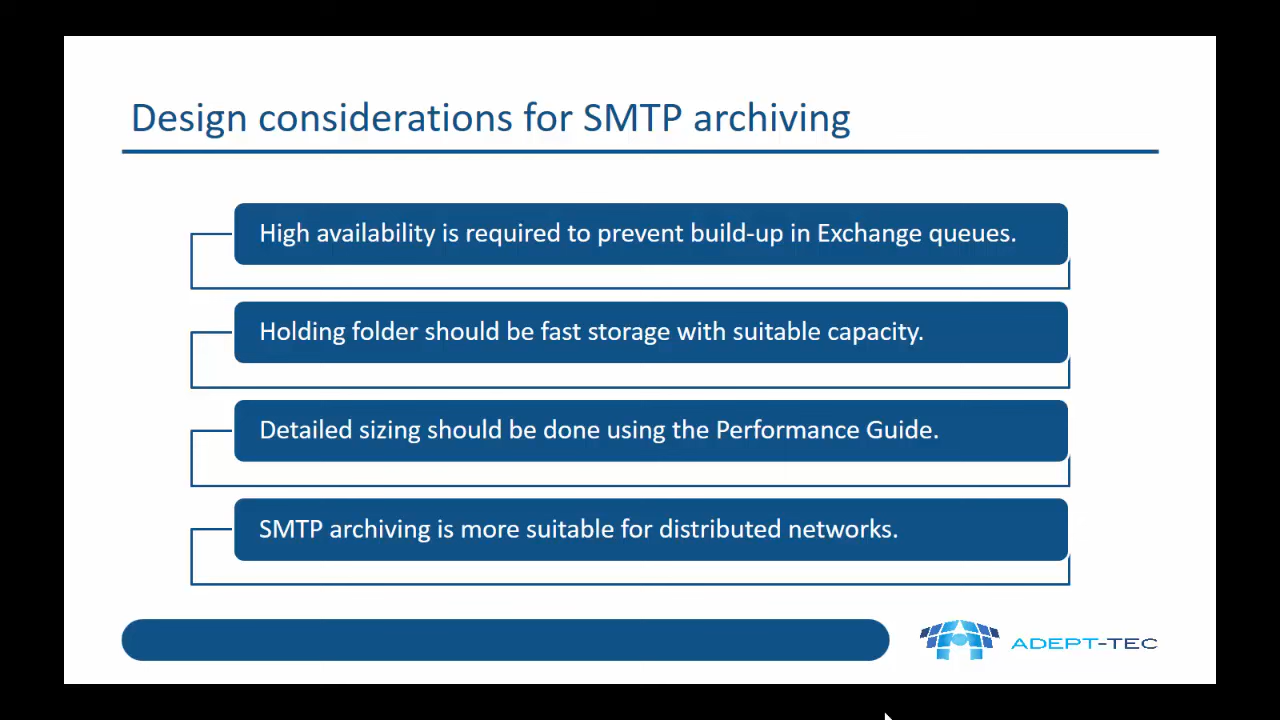 Design considerations for SMTP archiving
High availability is required to prevent build-up in Exchange queues.
Holding folder should be fast storage with suitable capacity.
Detailed sizing should be done using the Performance Guide.
SMTP archiving is more suitable for distributed networks.
ADEPT-TEC